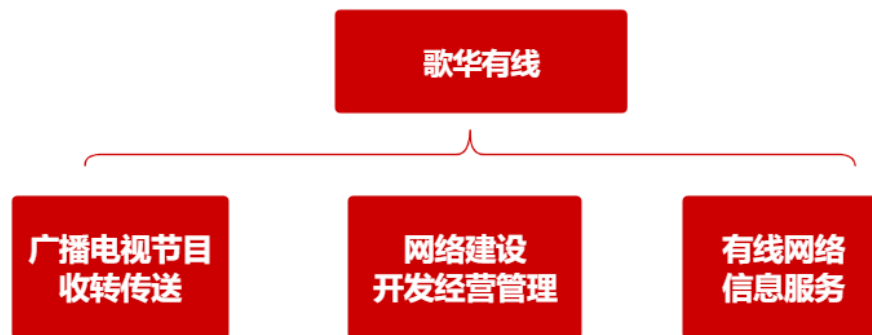 歌华有线
广播电视节目
收转传送
网络建设
开发经营管理
有线网络
信息服务